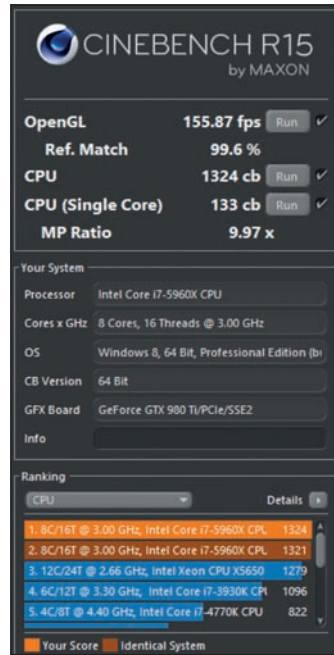 CINEBENCH R15
by MAXON
OpenGL 155.87 fps Run
Ref. Match 99.6 %
CPU 1324 cb Run
CPU (Single Core) 133 cb Run
MP Ratio 9.97 x
Your System
Processor Intel Core i7-5960X CPU
Cores x GHz 8 Cores, 16 Threads @ 3.00 GHz
OS Windows 8, 64 Bit, Professional Edition (bu
CB Version 64 Bit
GFX Board GeForce GTX 980 Ti/PCIe/SSE2
Info
Ranking
CPU Details
1. 8C/16T @ 3.00 GHz, Intel Core i7-5960X CPU 1324
2. 8C/16T @ 3.00 GHz, Intel Core i7-5960X CPU 1321
3. 12C/24T @ 2.66 GHz, Intel Xeon CPU X5650 1279
4. 6C/12T @ 3.30 GHz, Intel Core i7-3930K CPU 1096
5. 4C/8T @ 4.40 GHz, Intel Core i7-4770K CPU 822
Your Score Identical System